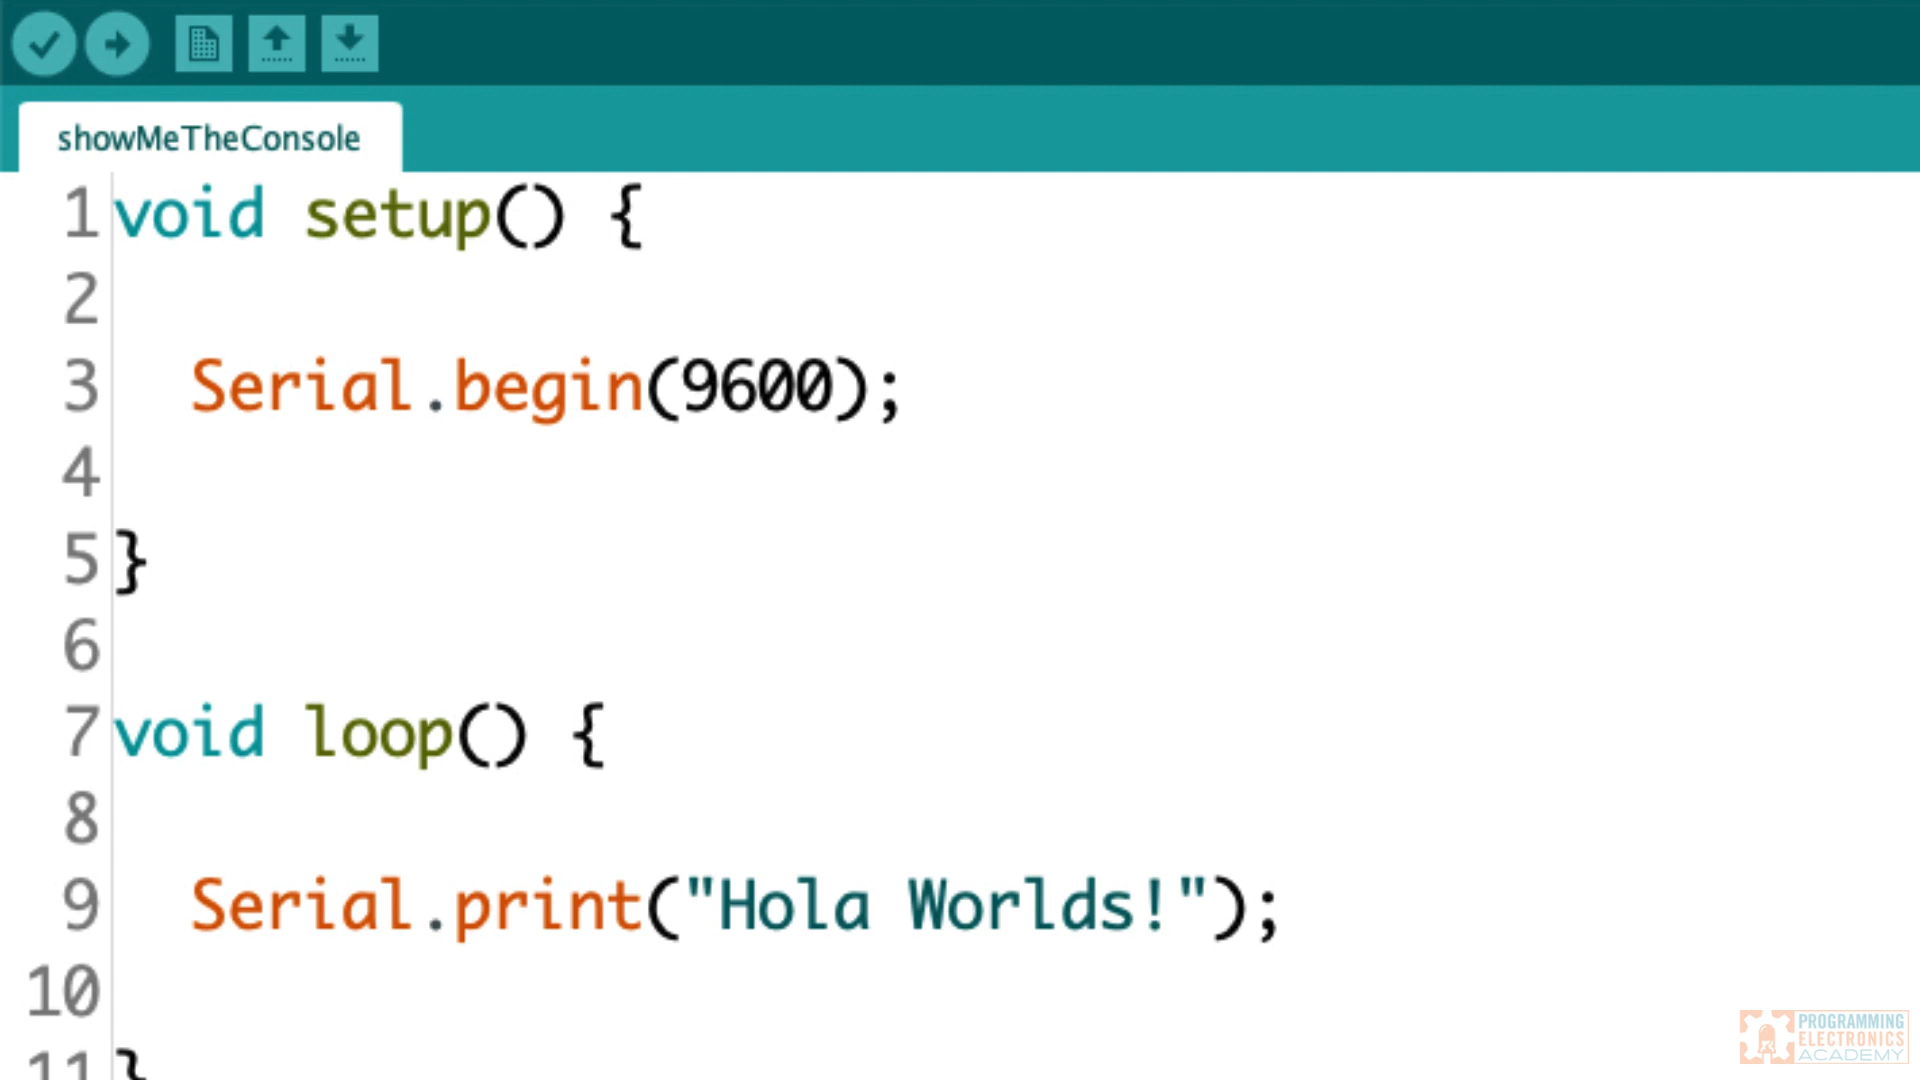 showMeTheConsole
1 void setup() {
2
3   Serial.begin(9600);
4
5 }
6
7 void loop() {
8
9   Serial.print("Hola Worlds!");
10
11 }
PROGRAMMING
ELECTRONICS
ACADEMY